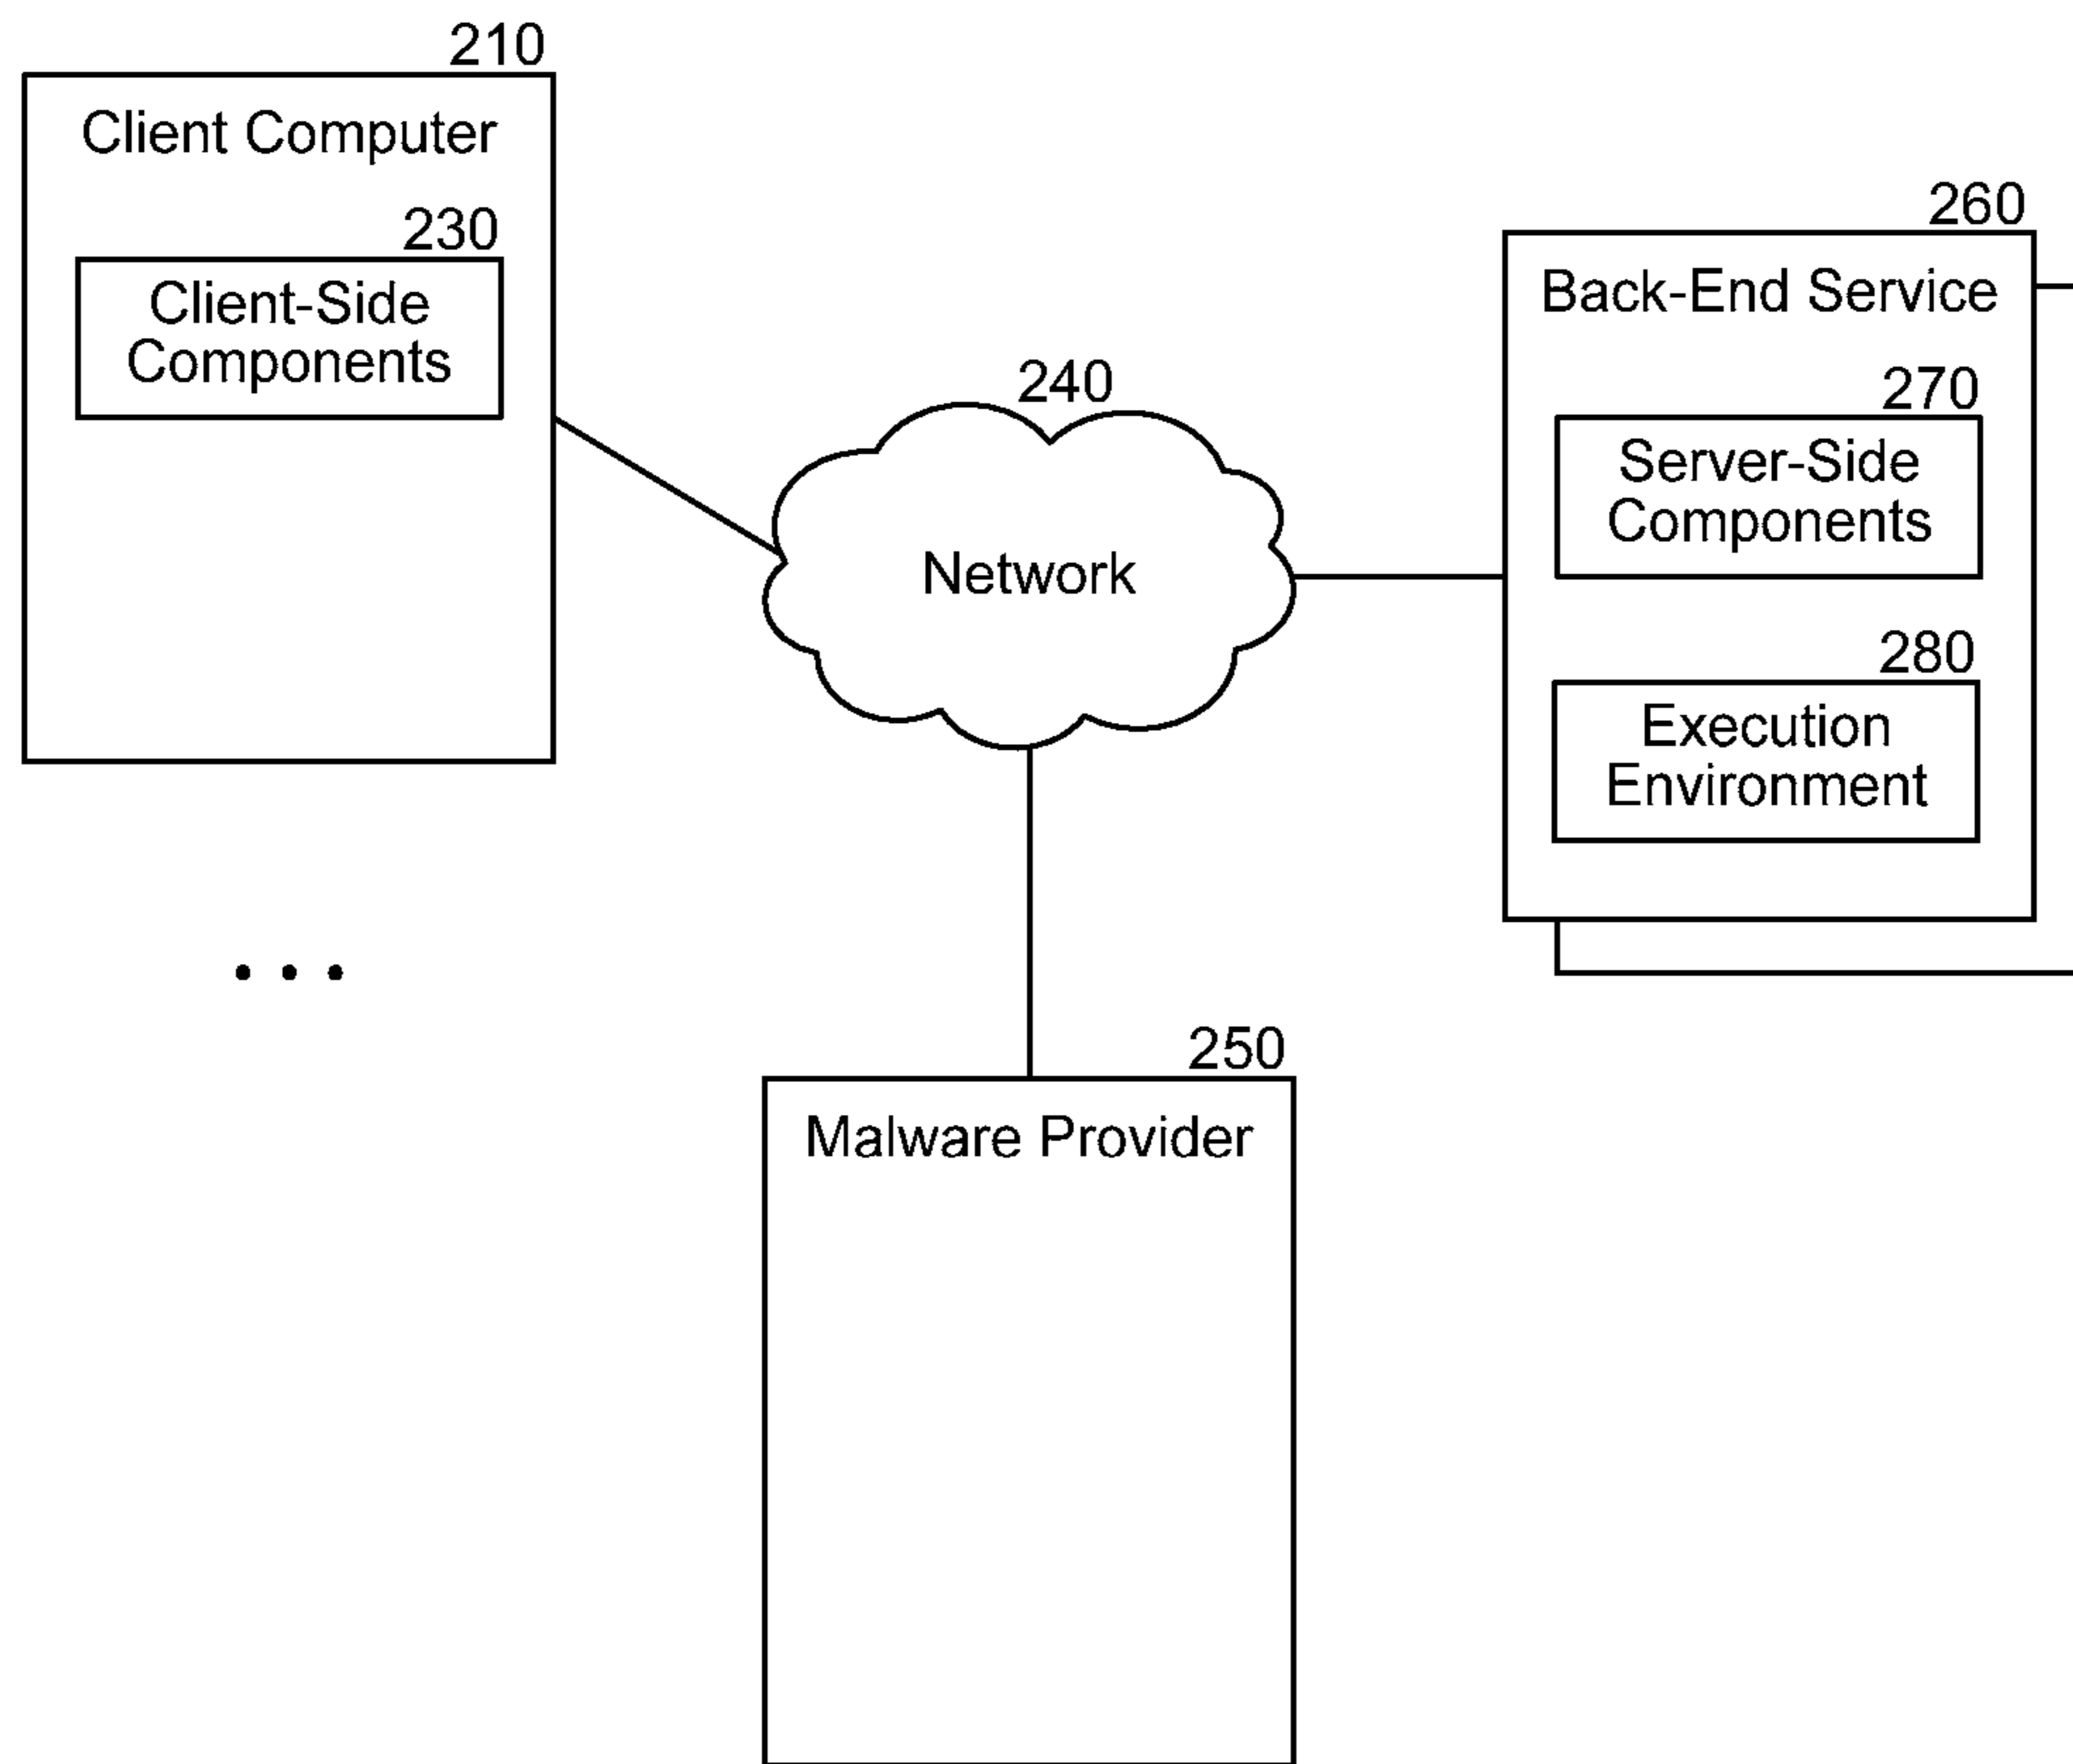 210
Client Computer
230
Client-Side
Components
240
Network
260
Back-End Service
270
Server-Side
Components
280
Execution
Environment
. . .
250
Malware Provider